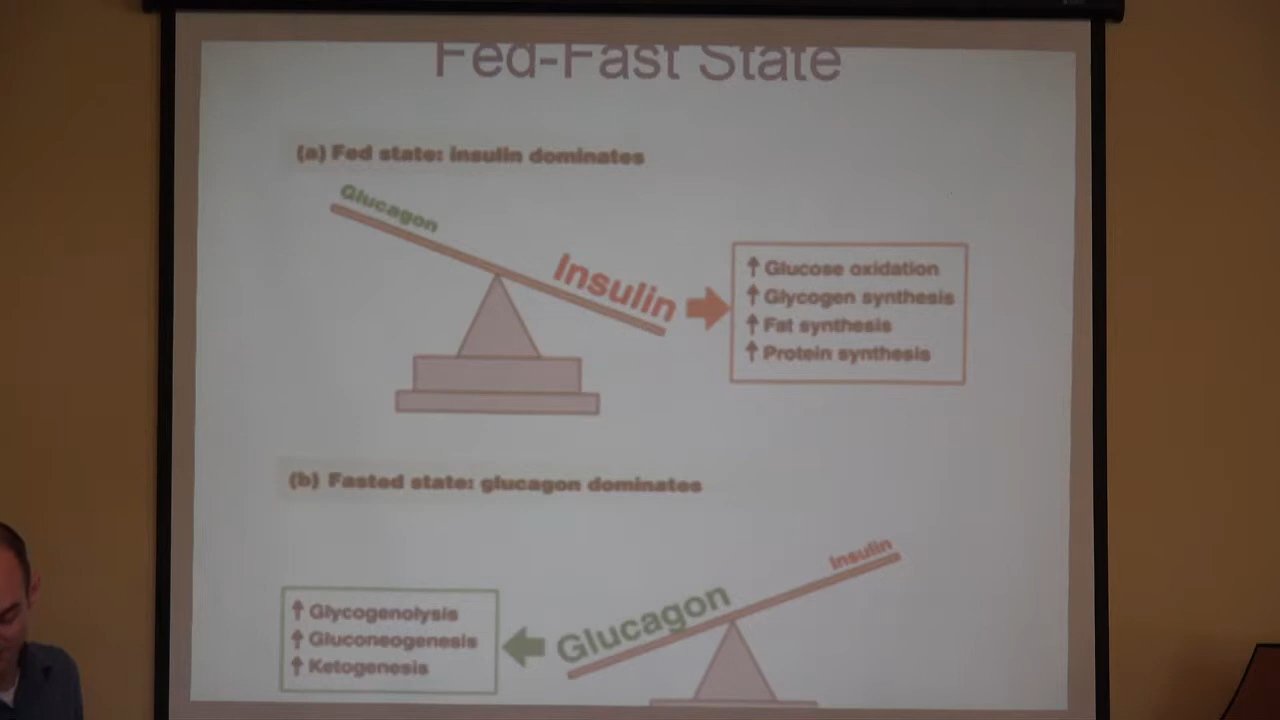 Fed-Fast State
(a) Fed state: insulin dominates
Glucagon
Insulin
↑ Glucose oxidation
↑ Glycogen synthesis
↑ Fat synthesis
↑ Protein synthesis
(b) Fasted state: glucagon dominates
Insulin
Glucagon
↑ Glycogenolysis
↑ Gluconeogenesis
↑ Ketogenesis